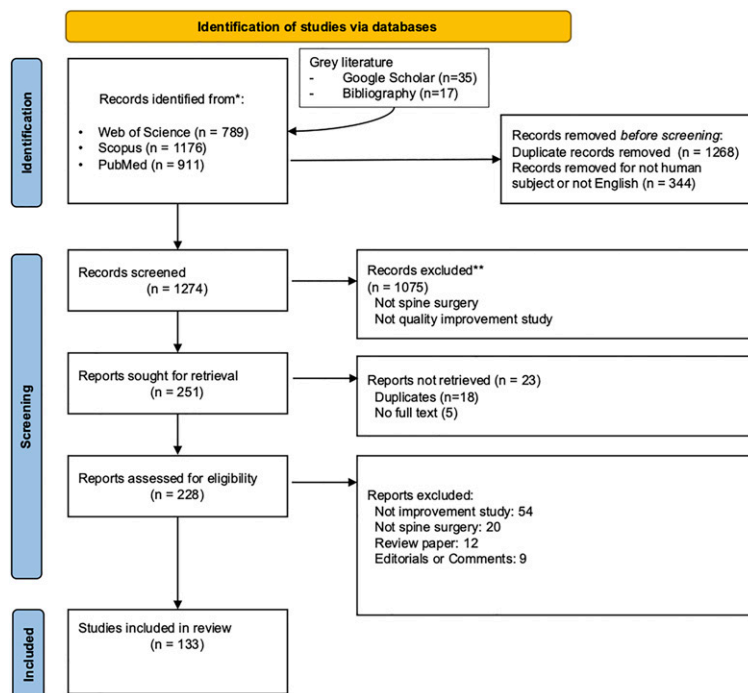 Identification of studies via databases
Identification
Records identified from*:
• Web of Science (n = 789)
• Scopus (n = 1176)
• PubMed (n = 911)
Grey literature
- Google Scholar (n=35)
- Bibliography (n=17)
Records removed before screening:
Duplicate records removed (n = 1268)
Records removed for not human
subject or not English (n = 344)
Screening
Records screened
(n = 1274)
Records excluded**
(n = 1075)
Not spine surgery
Not quality improvement study
Reports sought for retrieval
(n = 251)
Reports not retrieved (n = 23)
Duplicates (n=18)
No full text (5)
Reports assessed for eligibility
(n = 228)
Reports excluded:
Not improvement study: 54
Not spine surgery: 20
Review paper: 12
Editorials or Comments: 9
Included
Studies included in review
(n = 133)